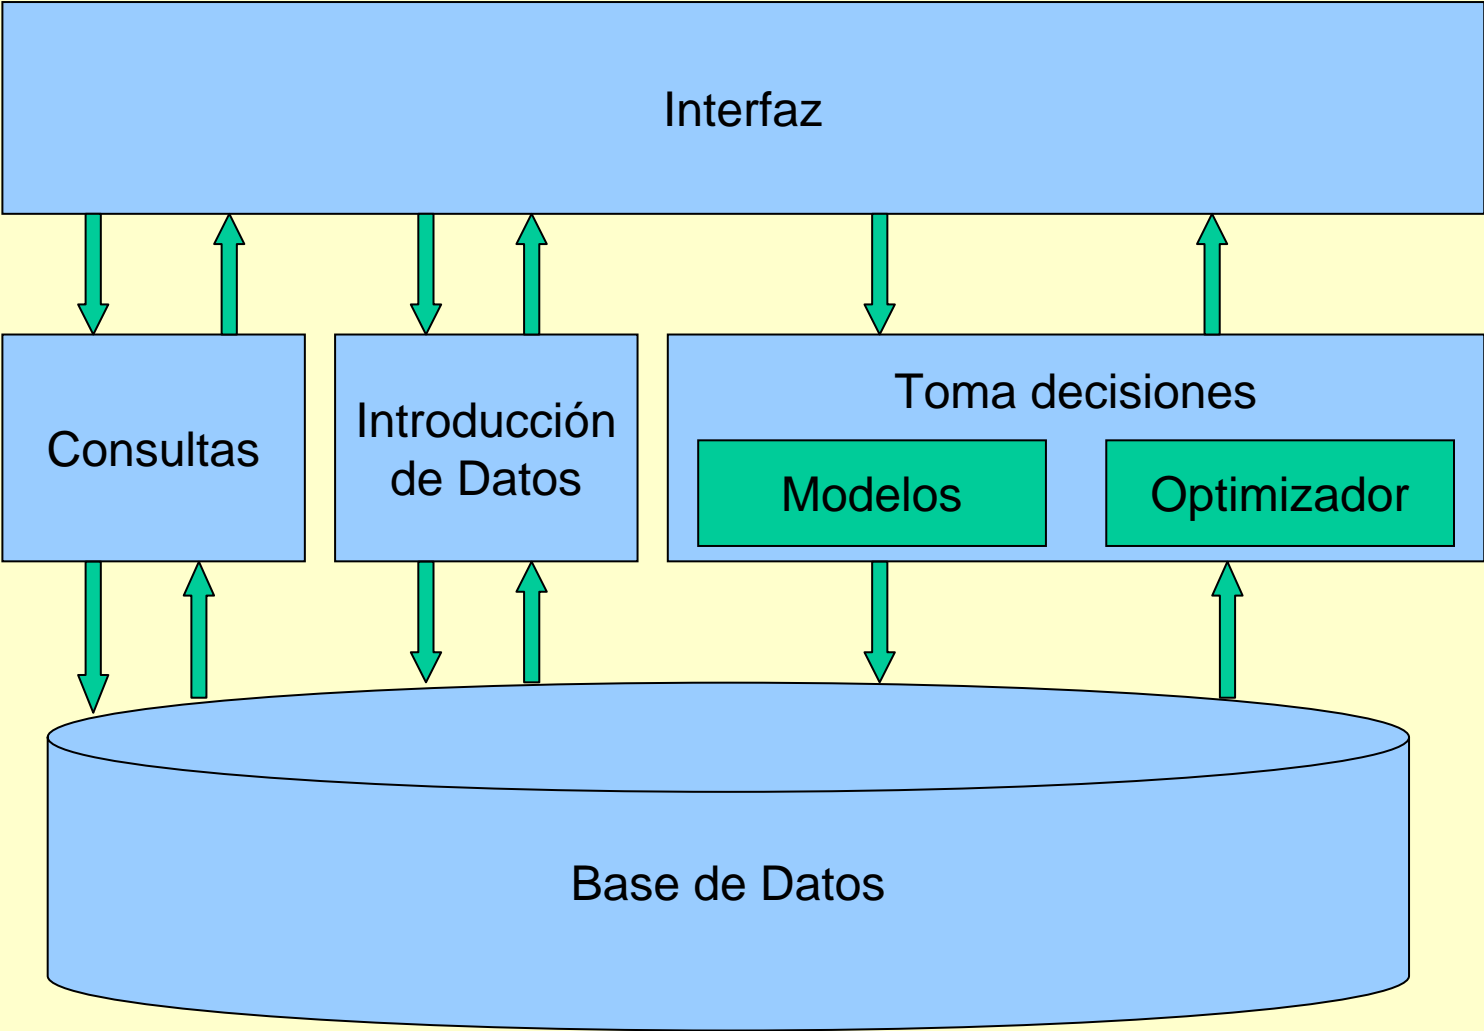 Interfaz
Consultas
Introducción
de Datos
Toma decisiones
Modelos
Optimizador
Base de Datos